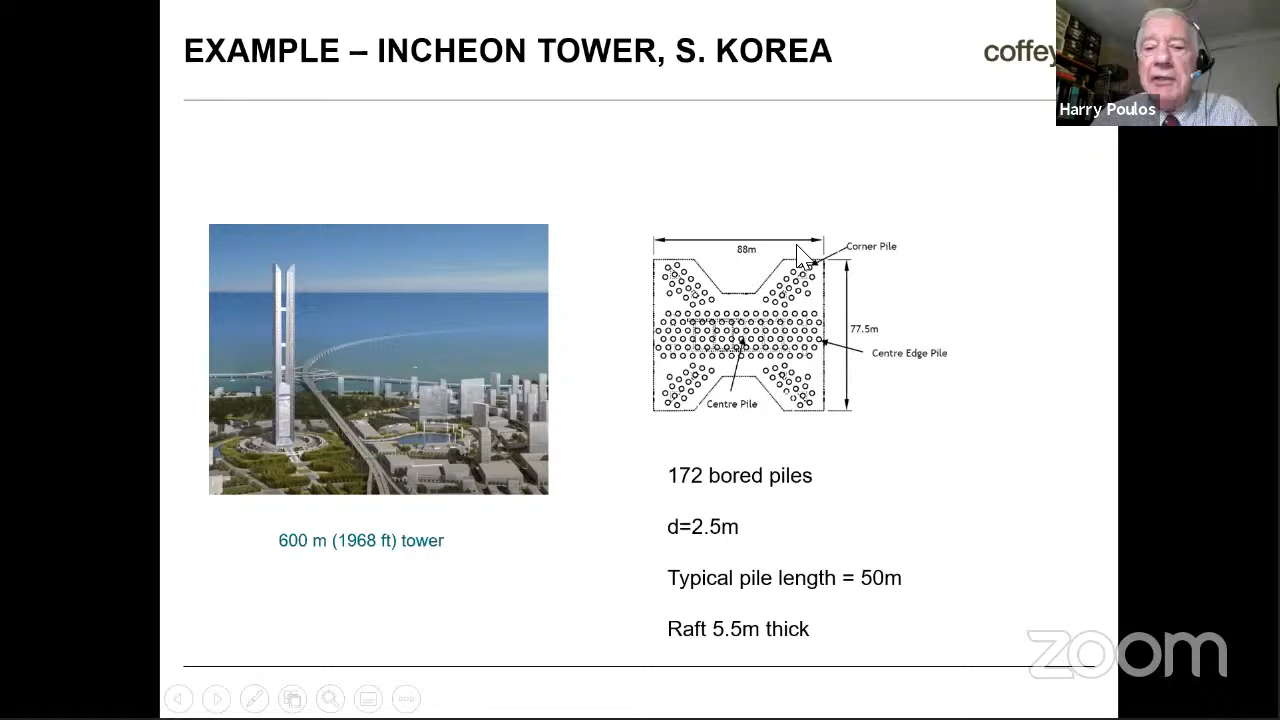 EXAMPLE – INCHEON TOWER, S. KOREA
coffey
Harry Poulos
88m
Corner Pile
77.5m
Centre Edge Pile
Centre Pile
172 bored piles
600 m (1968 ft) tower
d=2.5m
Typical pile length = 50m
Raft 5.5m thick
zoom